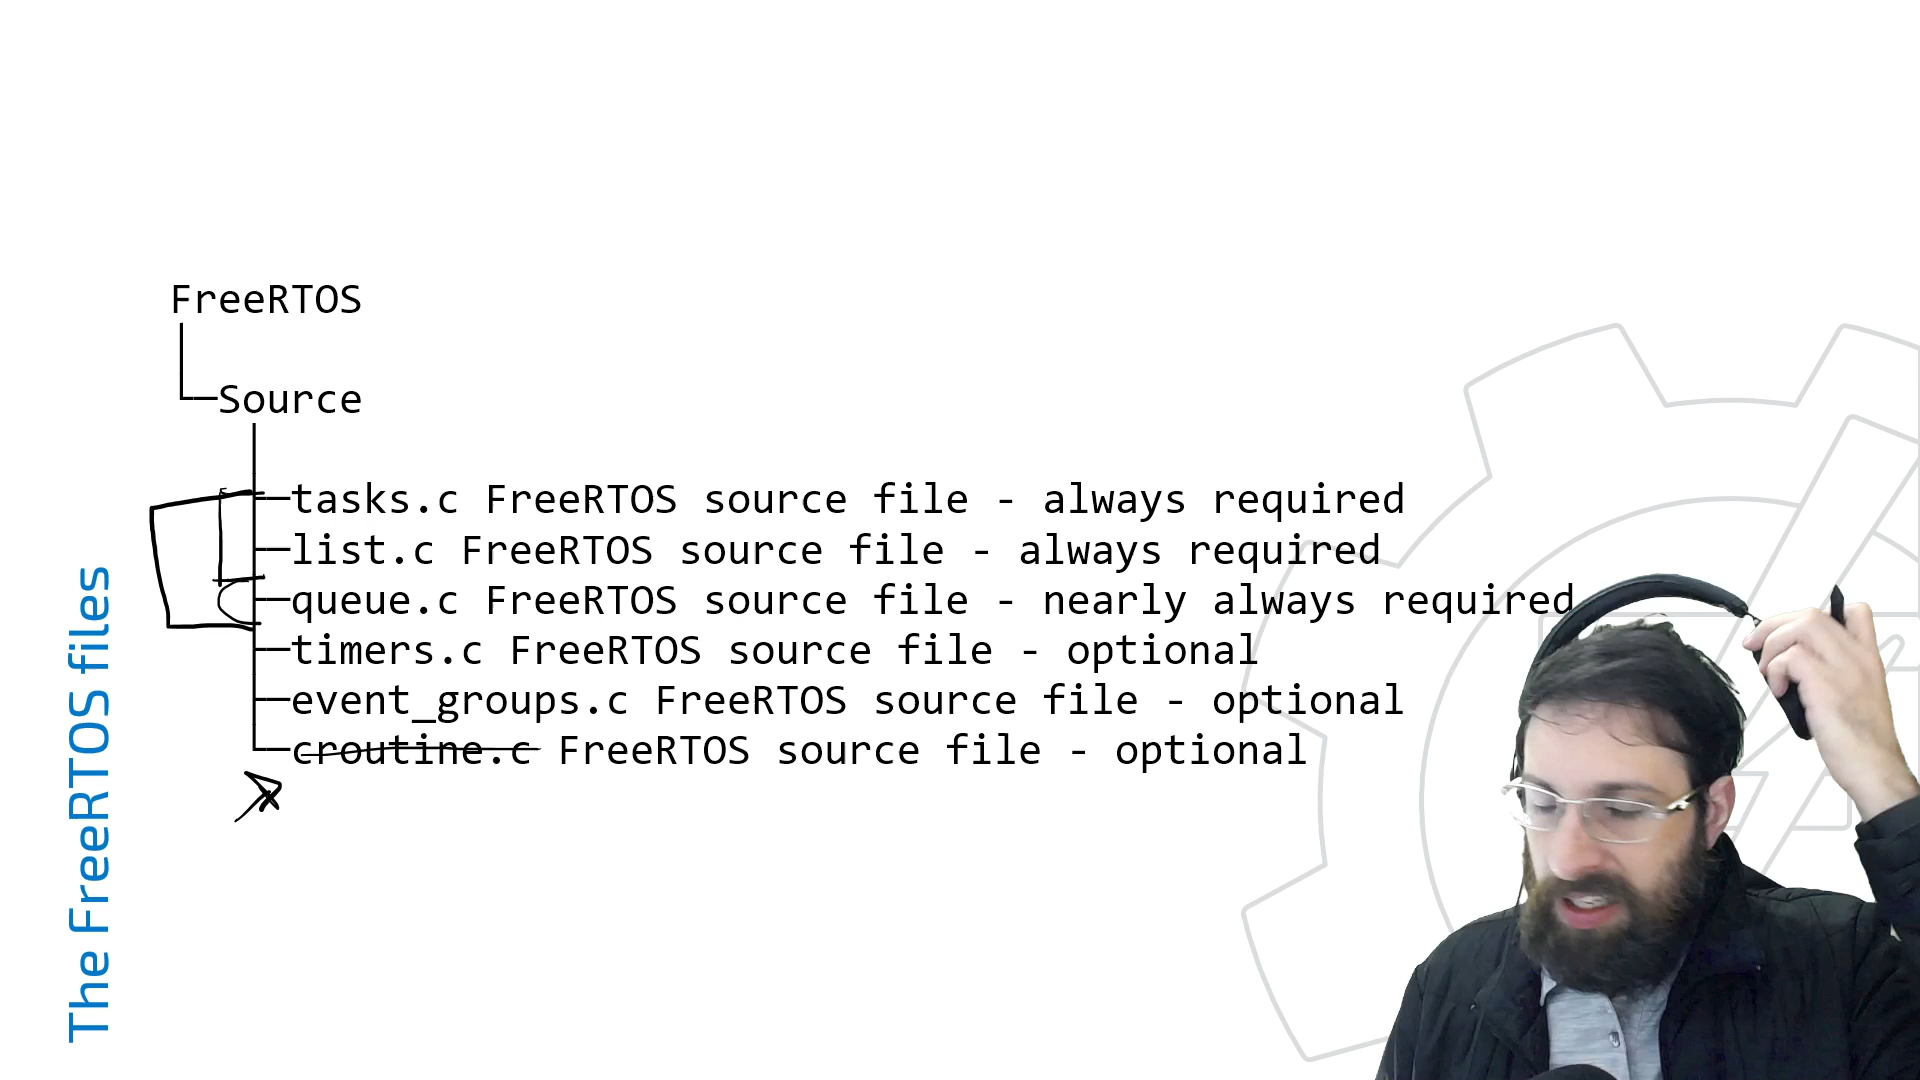 FreeRTOS
└─Source
├─tasks.c FreeRTOS source file - always required
├─list.c FreeRTOS source file - always required
├─queue.c FreeRTOS source file - nearly always required
├─timers.c FreeRTOS source file - optional
├─event_groups.c FreeRTOS source file - optional
└─croutine.c FreeRTOS source file - optional
The FreeRTOS files